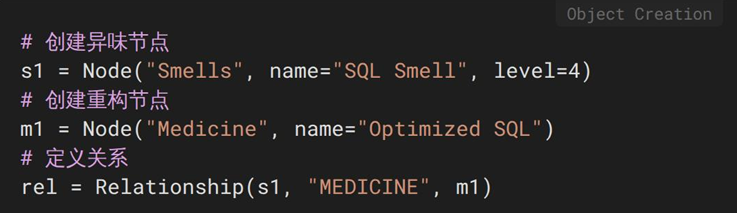 Object Creation
# 创建异味节点
s1 = Node("Smells", name="SQL Smell", level=4)
# 创建重构节点
m1 = Node("Medicine", name="Optimized SQL")
# 定义关系
rel = Relationship(s1, "MEDICINE", m1)